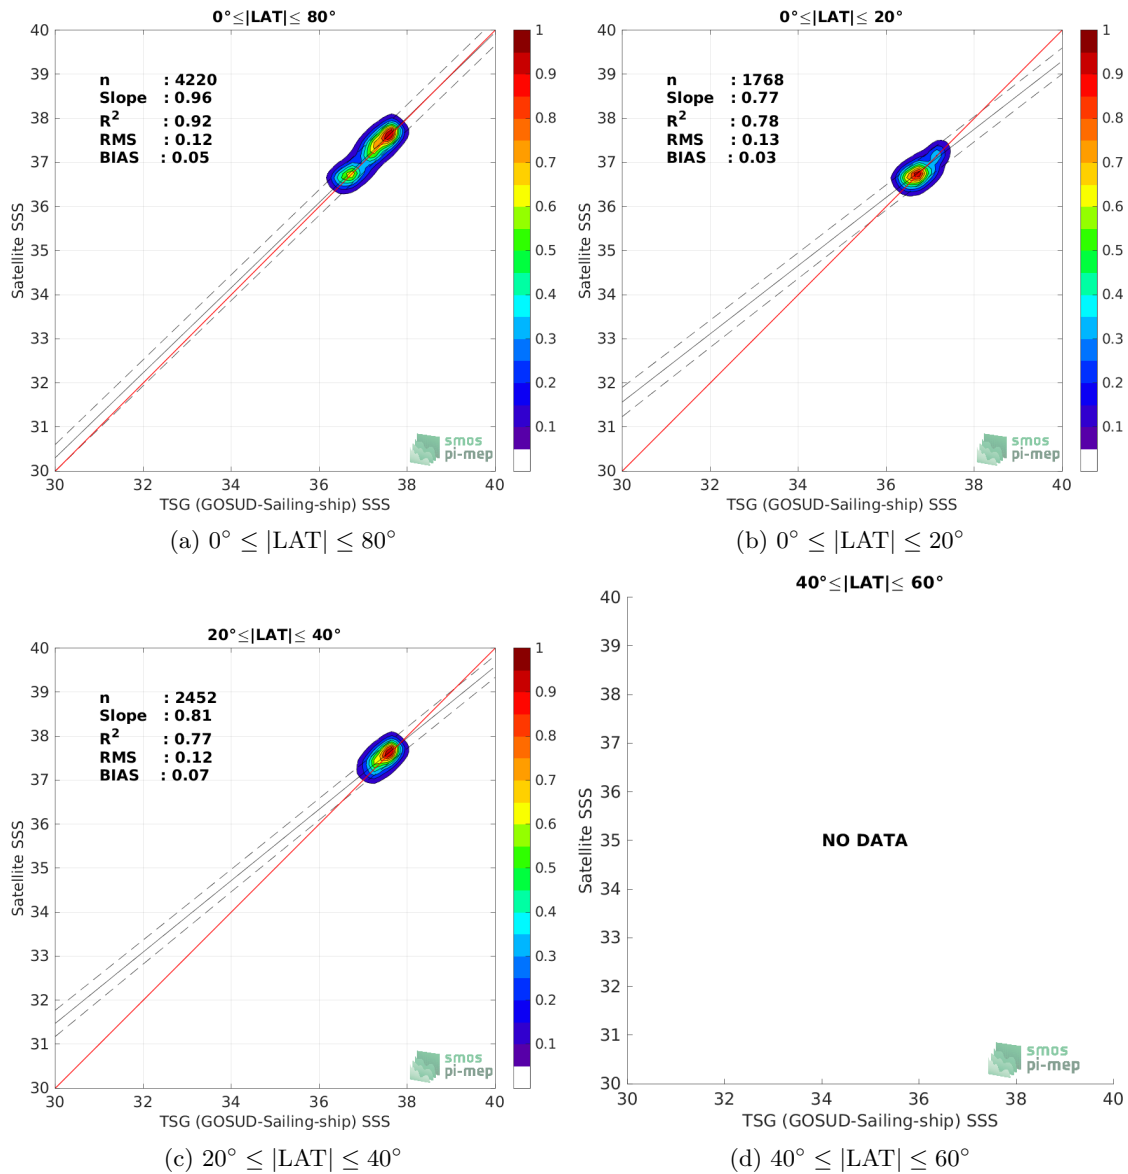 0°≤|LAT|≤ 80°
40
39
38
37
36
35
34
33
32
31
30
Satellite SSS
n : 4220
Slope : 0.96
R² : 0.92
RMS : 0.12
BIAS : 0.05
smos
pi-mep
30 32 34 36 38 40
TSG (GOSUD-Sailing-ship) SSS
1
0.9
0.8
0.7
0.6
0.5
0.4
0.3
0.2
0.1
(a) 0° ≤ |LAT| ≤ 80°
0°≤|LAT|≤ 20°
40
39
38
37
36
35
34
33
32
31
30
Satellite SSS
n : 1768
Slope : 0.77
R² : 0.78
RMS : 0.13
BIAS : 0.03
smos
pi-mep
30 32 34 36 38 40
TSG (GOSUD-Sailing-ship) SSS
1
0.9
0.8
0.7
0.6
0.5
0.4
0.3
0.2
0.1
(b) 0° ≤ |LAT| ≤ 20°
20°≤|LAT|≤ 40°
40
39
38
37
36
35
34
33
32
31
30
Satellite SSS
n : 2452
Slope : 0.81
R² : 0.77
RMS : 0.12
BIAS : 0.07
smos
pi-mep
30 32 34 36 38 40
TSG (GOSUD-Sailing-ship) SSS
1
0.9
0.8
0.7
0.6
0.5
0.4
0.3
0.2
0.1
(c) 20° ≤ |LAT| ≤ 40°
40°≤|LAT|≤ 60°
40
39
38
37
36
35
34
33
32
31
30
Satellite SSS
NO DATA
smos
pi-mep
30 32 34 36 38 40
TSG (GOSUD-Sailing-ship) SSS
(d) 40° ≤ |LAT| ≤ 60°